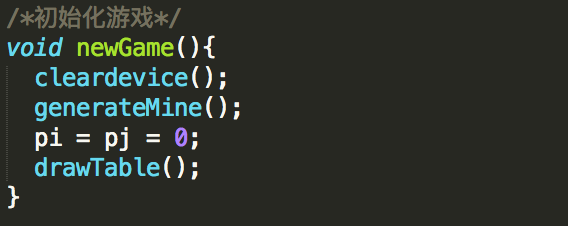 /*初始化游戏*/
void newGame(){
  cleardevice();
  generateMine();
  pi = pj = 0;
  drawTable();
}